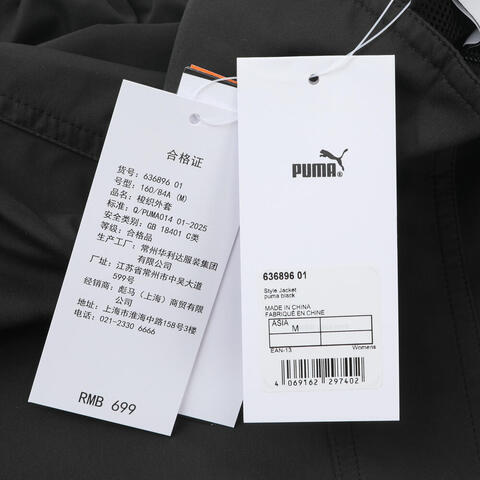 合格证
货号: 636896 01
号型: 160/84A (M)
品名: 梭织外套
标准: Q/PUMA014 01-2025
安全类别: GB 18401 C类
等级: 合格品
生产工厂: 常州华利达服装集团
有限公司
厂址: 江苏省常州市中吴大道
599号
经销商: 彪马(上海)商贸有限公司
地址: 上海市淮海中路158号3楼
电话: 021-2330 6666
RMB 699
PUMA®
636896 01
Style Jacket
puma black
MADE IN CHINA
FABRIQUÉ EN CHINE
ASIA
M
EAN-13 Womens
4 069162 297402